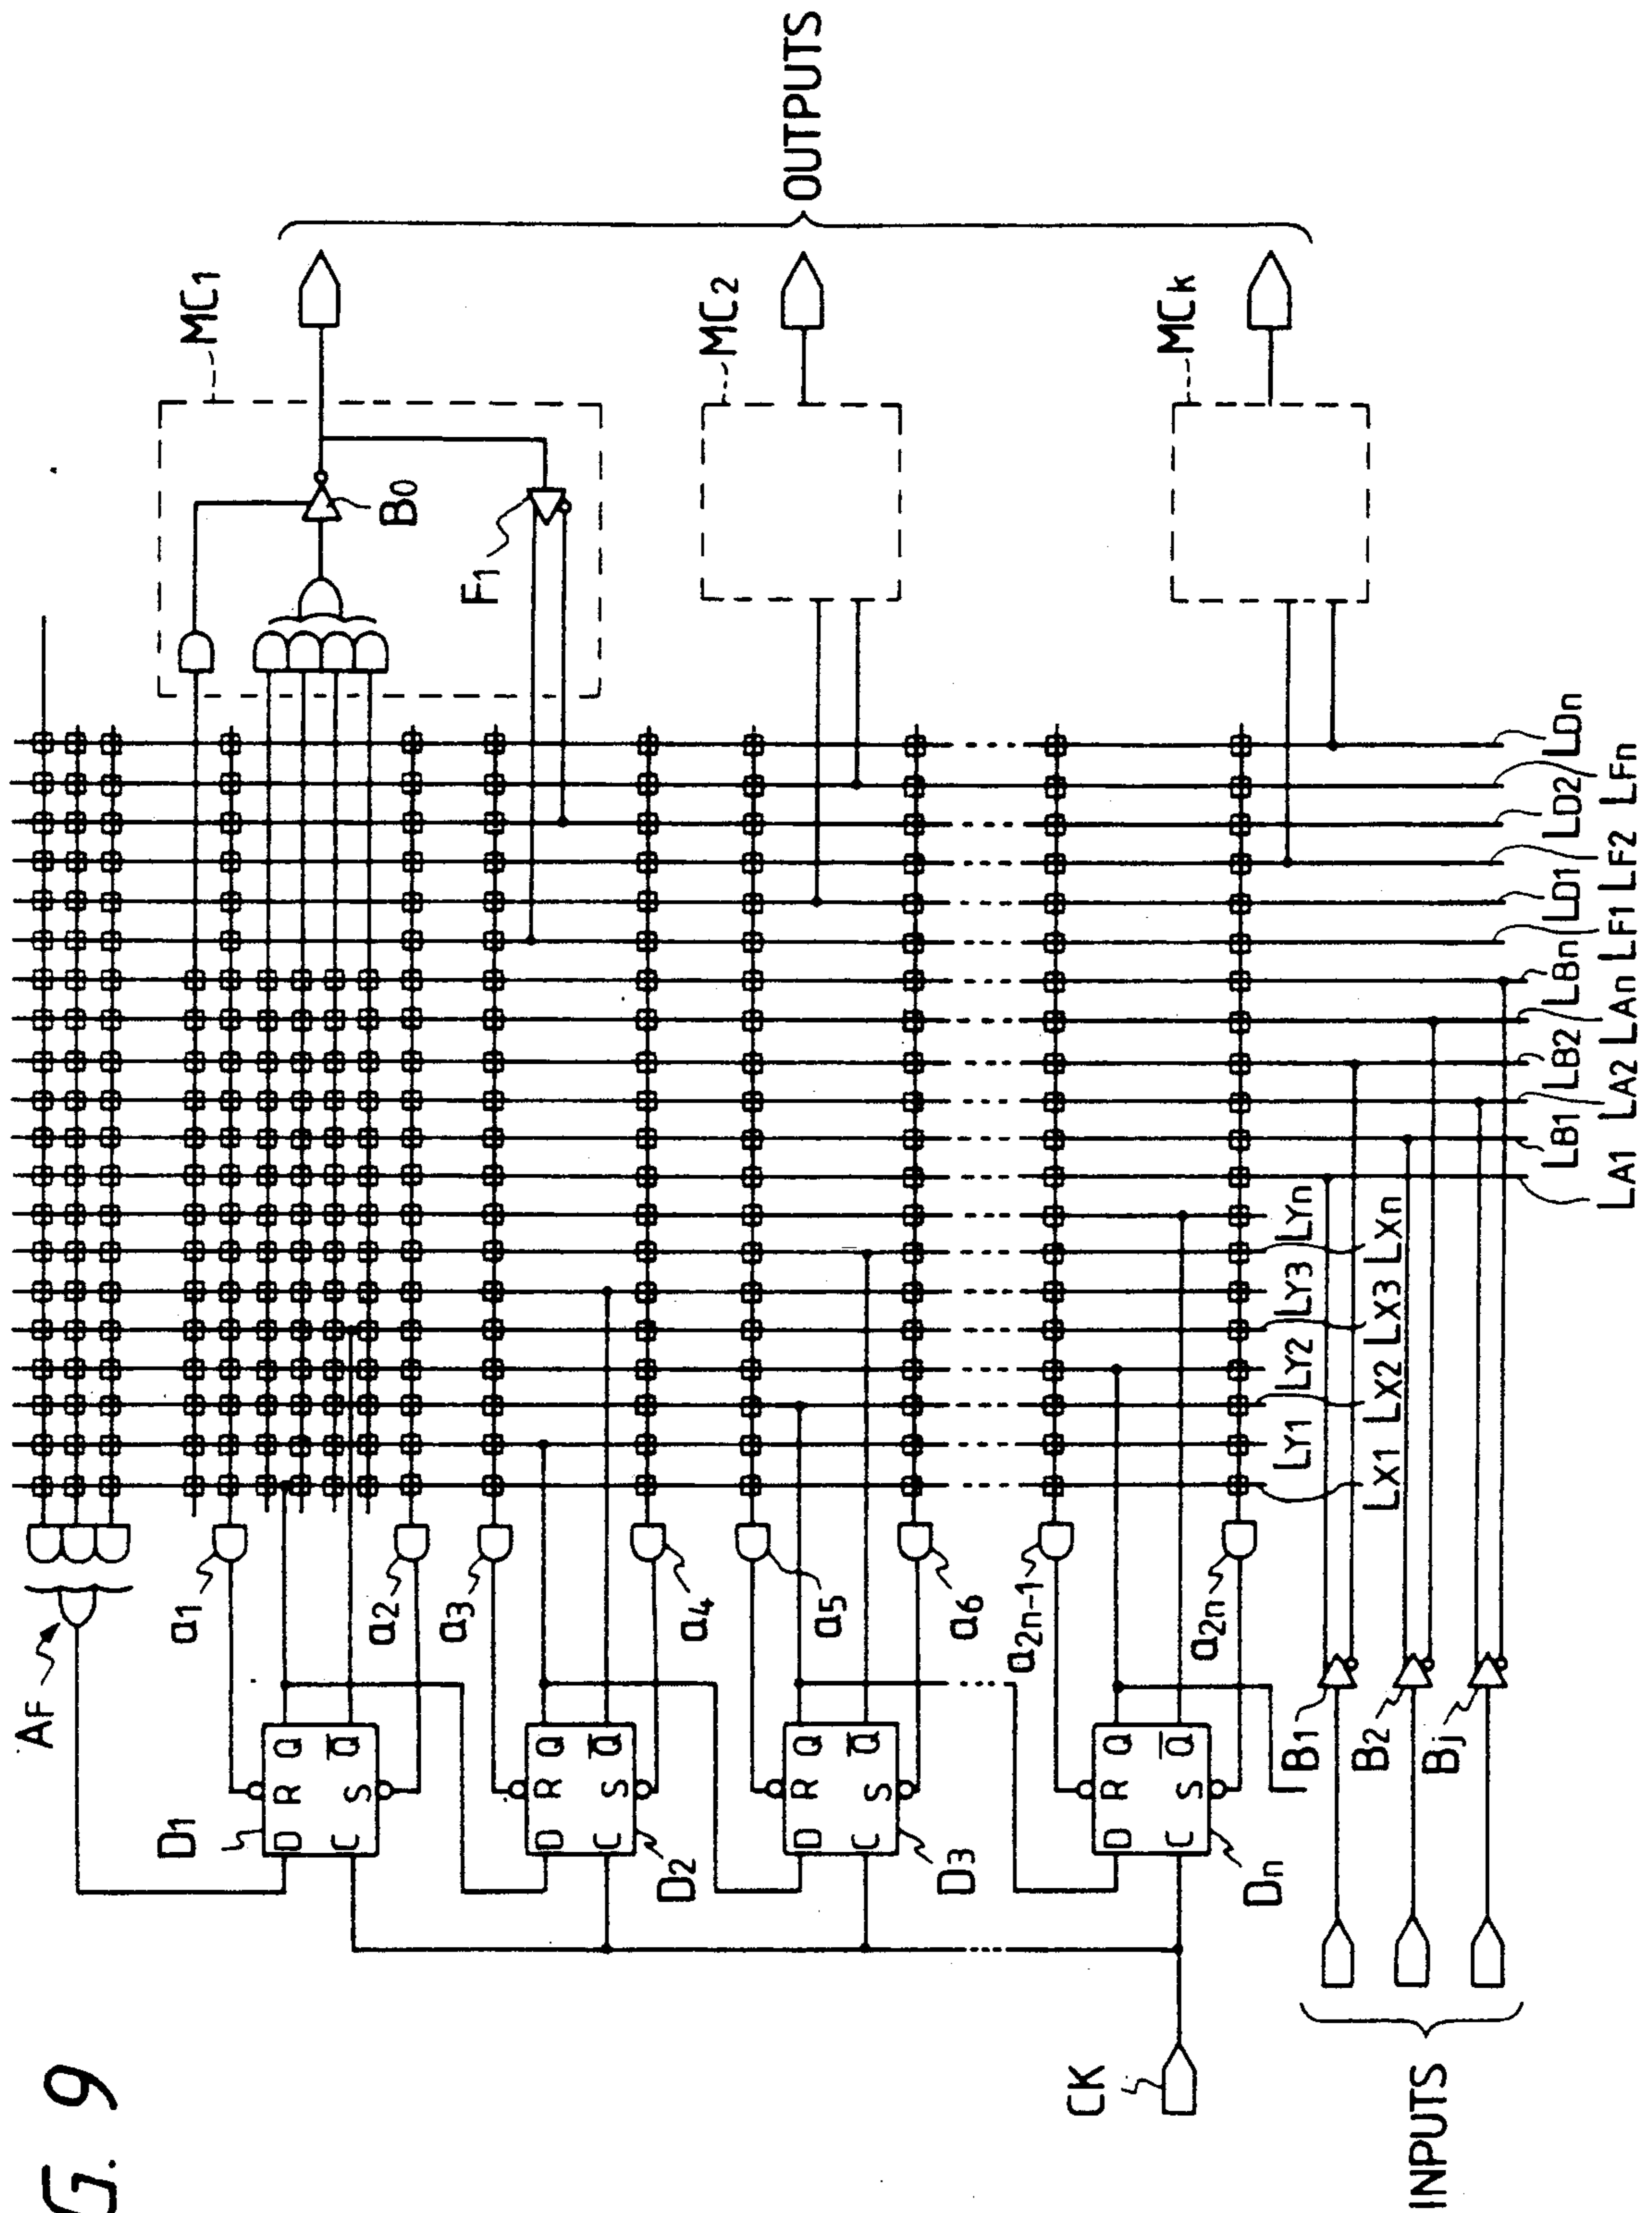 G. 9
AF
D1
D R Q
C S Q
a1
a2
D2
D R Q
C S Q
a3
a4
D3
D R Q
C S Q
a5
a6
Dn
D R Q
C S Q
a2n-1
a2n
CK
INPUTS
B1
B2
Bj
LX1 LX2 LX3 LXn
LY1 LY2 LY3 LYn
LA1 LA2 LAn LF1 LF2 LFn
LB1 LB2 LBn LD1 LD2 LDn
MC1
B0
F1
MC2
MCk
OUTPUTS